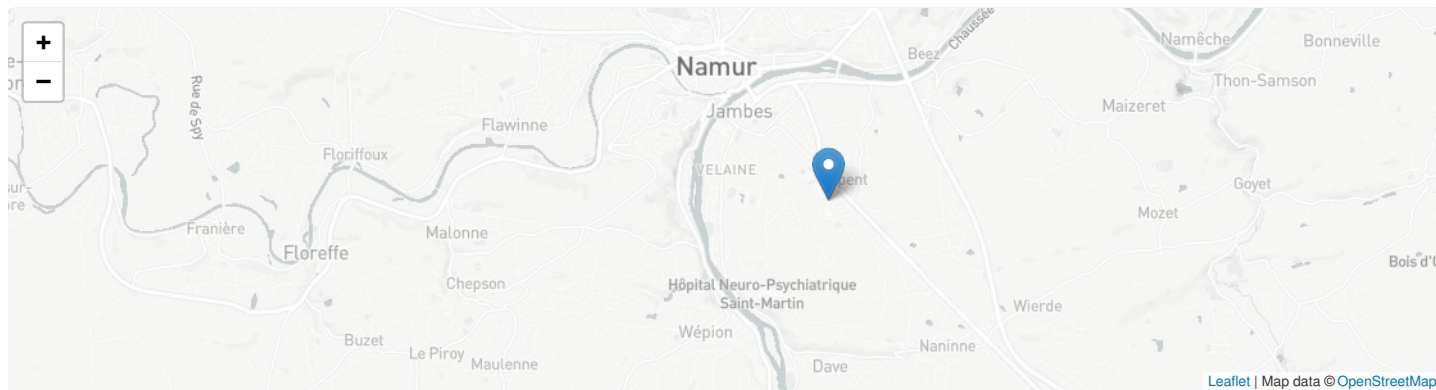 +
−
Namur
Beez
Chaussée
Namêche
Bonneville
Thon-Samson
Maizeret
Rue de Spy
Jambes
Flawinne
Floriffoux
VELAINE
Goyet
Mozet
Franière
Malonne
Floreffe
Chepson
Hôpital Neuro-Psychiatrique
Saint-Martin
Wierde
Wépion
Buzet
Le Piroy
Maulenne
Naninne
Dave
Leaflet | Map data © OpenStreetMap